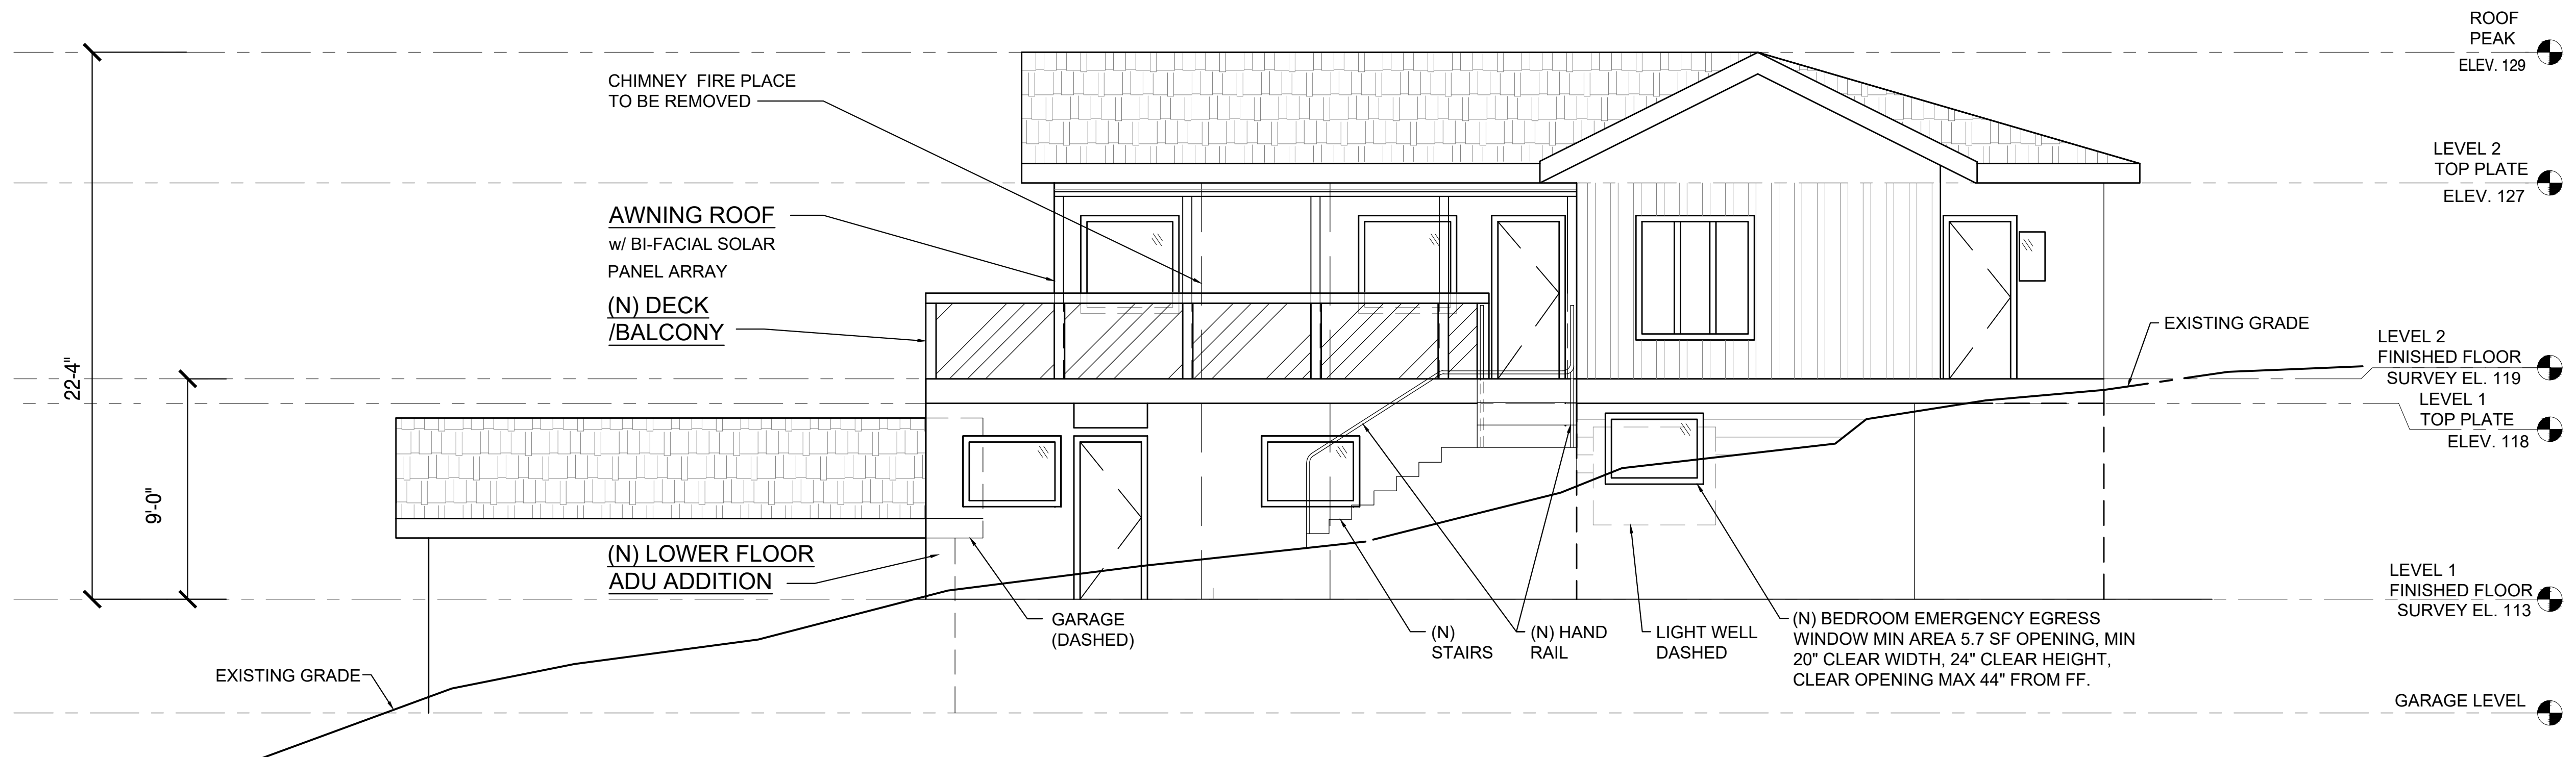 ROOF
PEAK
ELEV. 129
CHIMNEY FIRE PLACE
TO BE REMOVED
LEVEL 2
TOP PLATE
ELEV. 127
AWNING ROOF
w/ BI-FACIAL SOLAR
PANEL ARRAY
(N) DECK
/BALCONY
EXISTING GRADE
LEVEL 2
FINISHED FLOOR
SURVEY EL. 119
LEVEL 1
TOP PLATE
ELEV. 118
22-4"
9'-0"
(N) LOWER FLOOR
ADU ADDITION
GARAGE
(DASHED)
(N)
STAIRS
(N) HAND
RAIL
LIGHT WELL
DASHED
(N) BEDROOM EMERGENCY EGRESS
WINDOW MIN AREA 5.7 SF OPENING, MIN
20" CLEAR WIDTH, 24" CLEAR HEIGHT,
CLEAR OPENING MAX 44" FROM FF.
LEVEL 1
FINISHED FLOOR
SURVEY EL. 113
EXISTING GRADE
GARAGE LEVEL